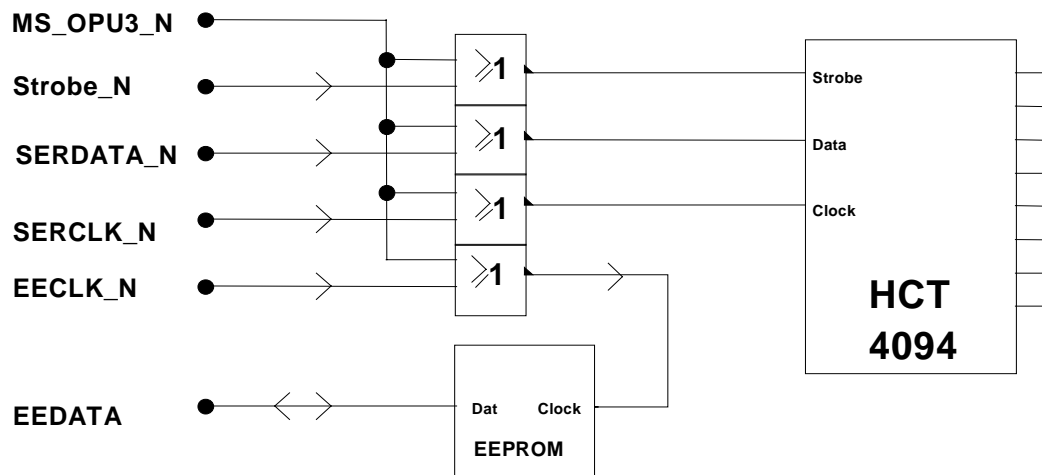 MS_OPU3_N
Strobe_N
SERDATA_N
SERCLK_N
EECLK_N
EEDATA
≥1
≥1
≥1
≥1
Strobe
Data
Clock
HCT
4094
Dat Clock
EEPROM